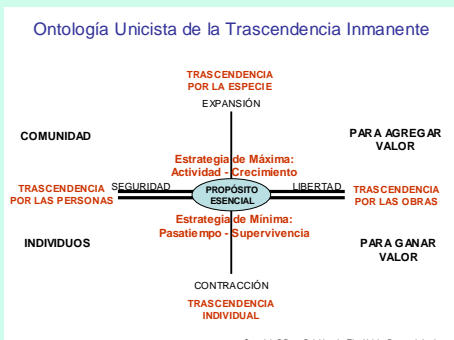 Ontología Unicista de la Trascendencia Inmanente
TRASCENDENCIA
POR LA ESPECIE
EXPANSIÓN
COMUNIDAD
PARA AGREGAR
VALOR
Estrategia de Máxima:
Actividad - Crecimiento
TRASCENDENCIA
POR LAS PERSONAS
SEGURIDAD
PROPÓSITO
ESENCIAL
LIBERTAD
TRASCENDENCIA
POR LAS OBRAS
Estrategia de Mínima:
Pasatiempo - Supervivencia
INDIVIDUOS
PARA GANAR
VALOR
CONTRACCIÓN
TRASCENDENCIA
INDIVIDUAL